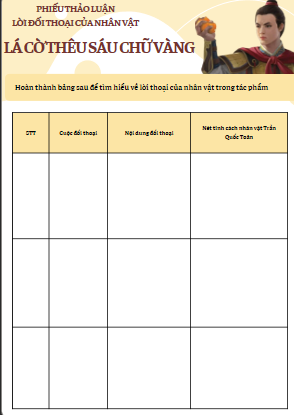 PHIẾU THẢO LUẬN
LỜI ĐỐI THOẠI CỦA NHÂN VẬT
LÁ CỜ THÊU SÁU CHỮ VÀNG
Hoàn thành bảng sau để tìm hiểu về lời thoại của nhân vật trong tác phẩm
STT
Cuộc đối thoại
Nội dung đối thoại
Nét tính cách nhân vật Trần
Quốc Toản